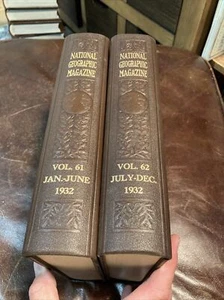 NATIONAL
GEOGRAPHIC
MAGAZINE
VOL. 61
JAN.-JUNE
1932
NATIONAL
GEOGRAPHIC
MAGAZINE
VOL. 62
JULY-DEC.
1932